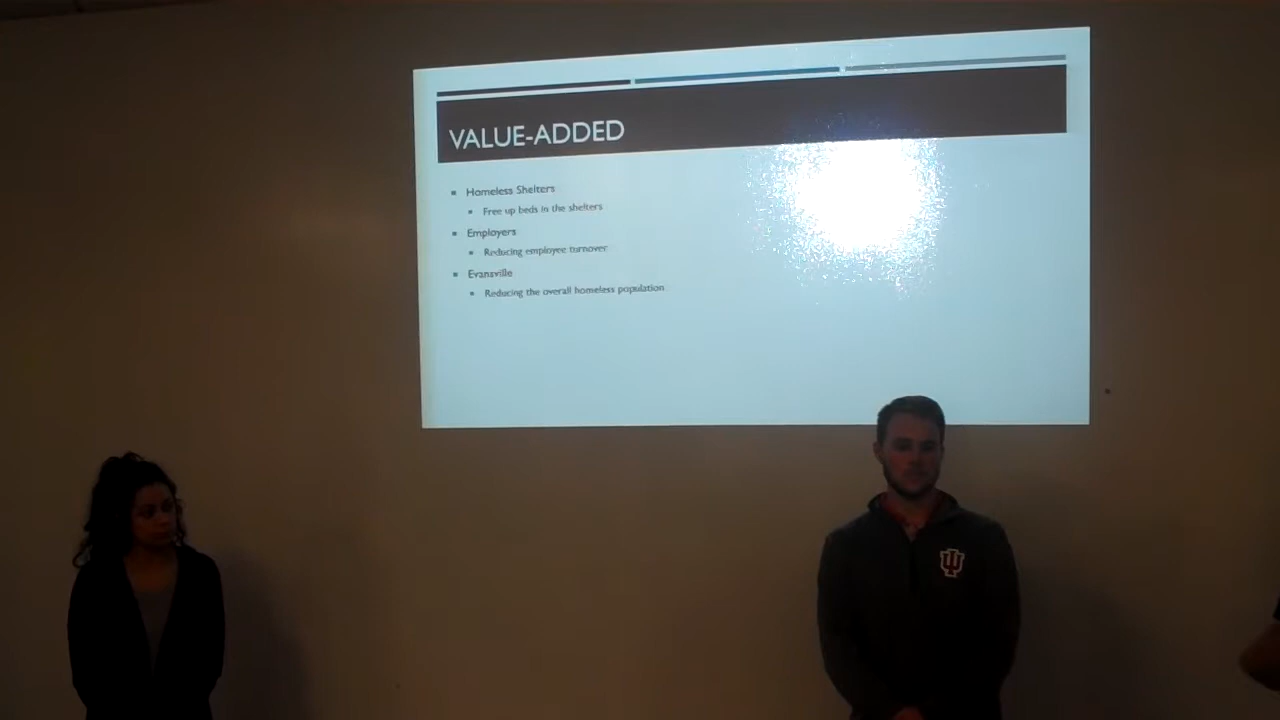 VALUE-ADDED
Homeless Shelters
Free up beds in the shelters
Employers
Reducing employee turnover
Evansville
Reducing the overall homeless population